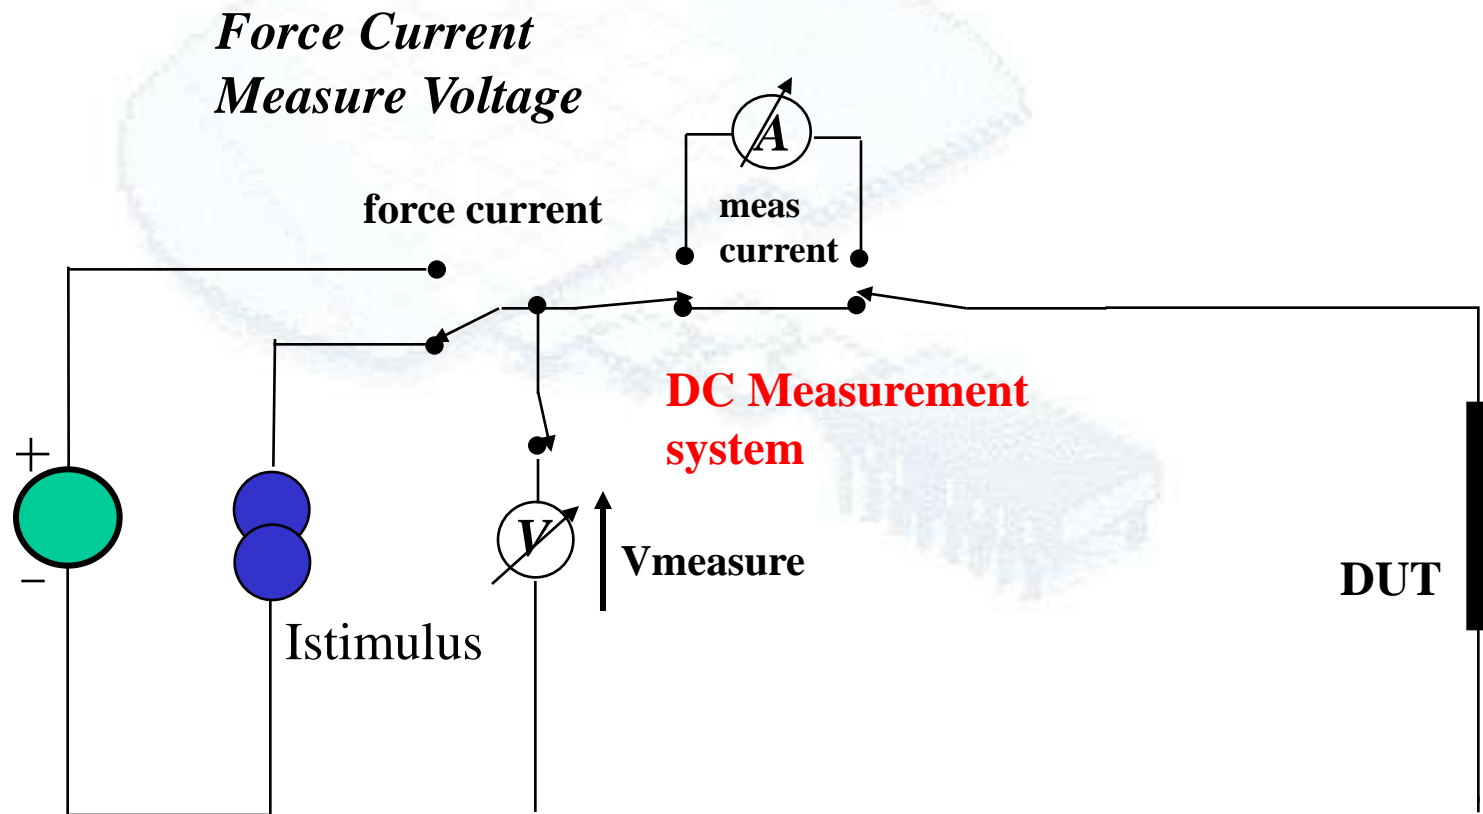 Force Current
Measure Voltage
A
force current
meas
current
DC Measurement
system
+
-
V
Vmeasure
DUT
Istimulus